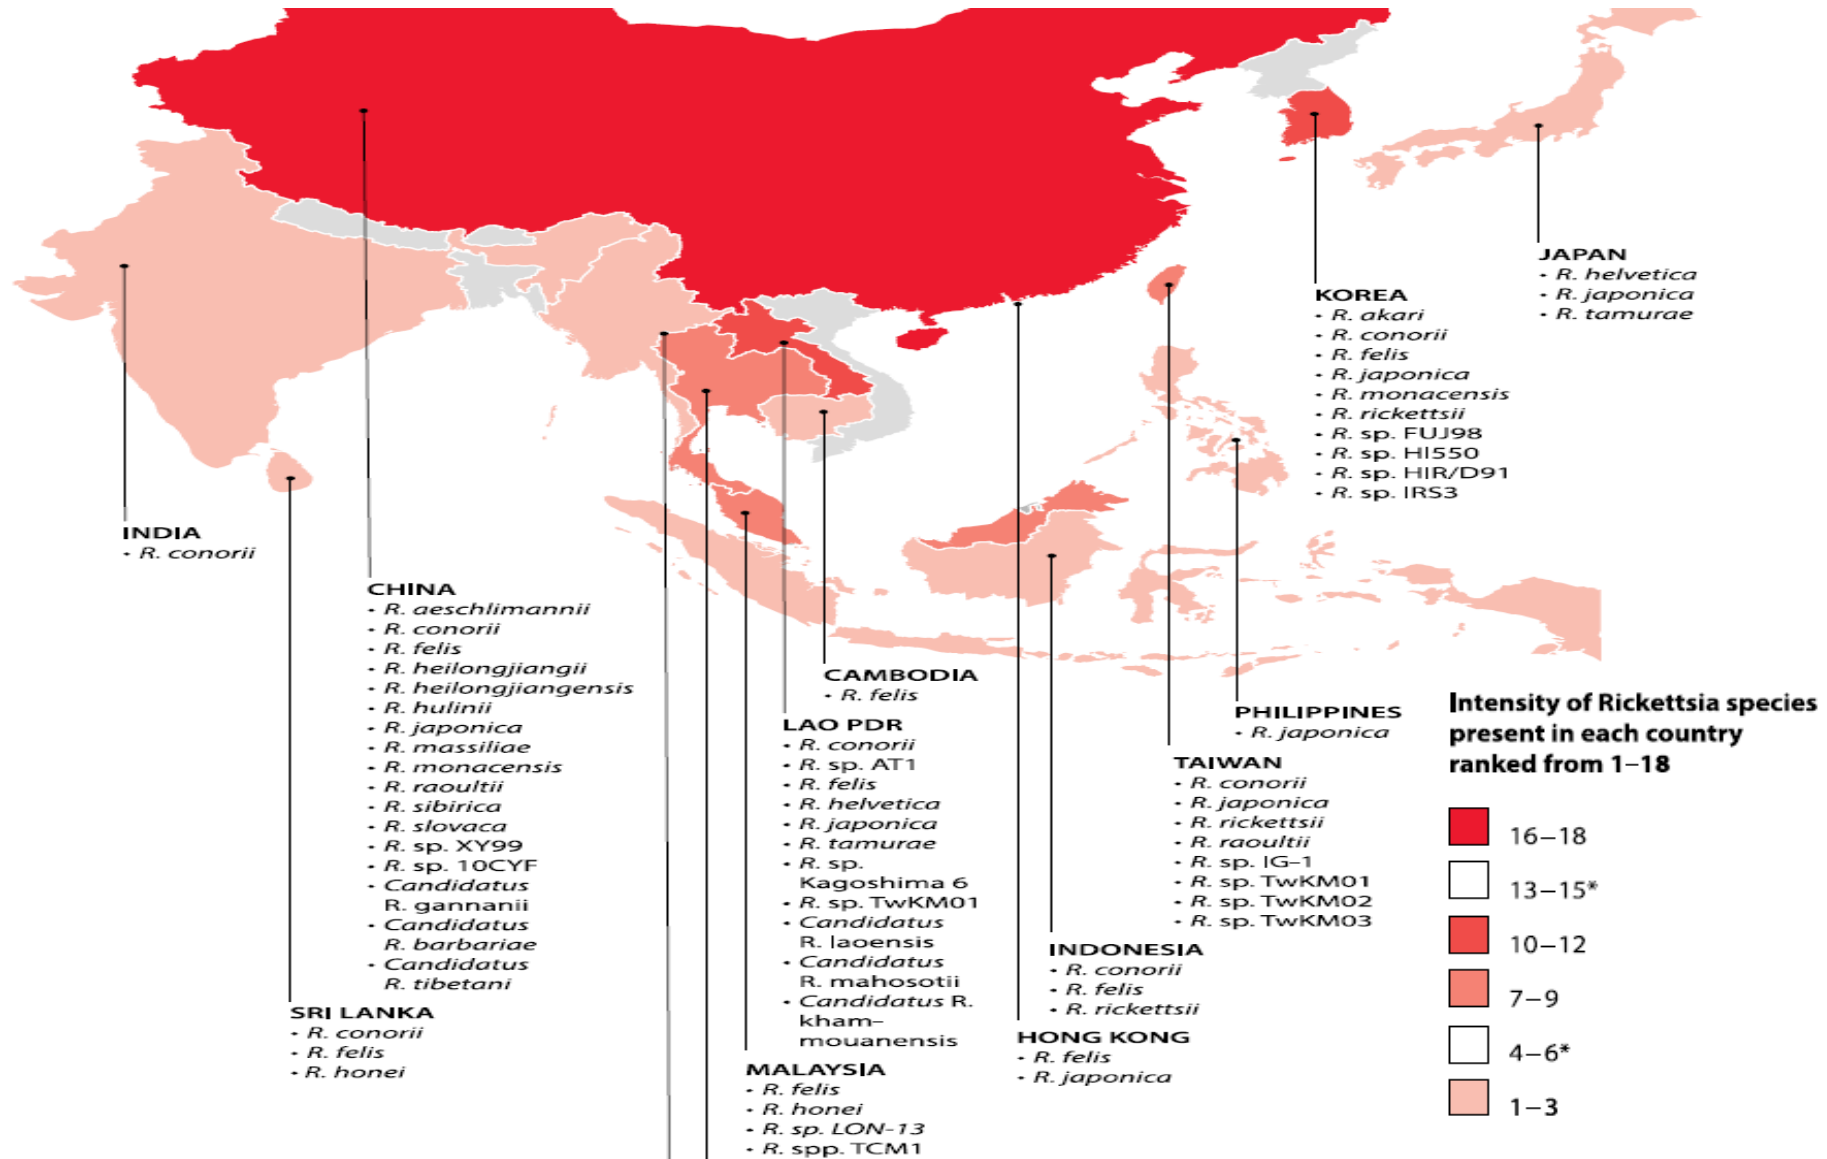 JAPAN
• R. helvetica
• R. japonica
• R. tamurae
KOREA
• R. akari
• R. conorii
• R. felis
• R. japonica
• R. monacensis
• R. rickettsii
• R. sp. FUJ98
• R. sp. HI550
• R. sp. HIR/D91
• R. sp. IRS3
INDIA
• R. conorii
CHINA
• R. aeschlimannii
• R. conorii
• R. felis
• R. heilongjiangii
• R. heilongjiangensis
• R. hulinii
• R. japonica
• R. massiliae
• R. monacensis
• R. raoultii
• R. sibirica
• R. slovaca
• R. sp. XY99
• R. sp. 10CYF
• Candidatus
R. gannanii
• Candidatus
R. barbariae
• Candidatus
R. tibetani
SRI LANKA
• R. conorii
• R. felis
• R. honei
CAMBODIA
• R. felis
LAO PDR
• R. conorii
• R. sp. AT1
• R. felis
• R. helvetica
• R. japonica
• R. tamurae
• R. sp.
Kagoshima 6
• R. sp. TwKM01
• Candidatus
R. laoensis
• Candidatus
R. mahosotii
• Candidatus R.
kham–
mouanensis
MALAYSIA
• R. felis
• R. honei
• R. sp. LON-13
• R. spp. TCM1
PHILIPPINES
• R. japonica
TAIWAN
• R. conorii
• R. japonica
• R. rickettsii
• R. raoultii
• R. sp. IG–1
• R. sp. TwKM01
• R. sp. TwKM02
• R. sp. TwKM03
INDONESIA
• R. conorii
• R. felis
• R. rickettsii
HONG KONG
• R. felis
• R. japonica
Intensity of Rickettsia species
present in each country
ranked from 1–18
16–18
13–15*
10–12
7–9
4–6*
1–3